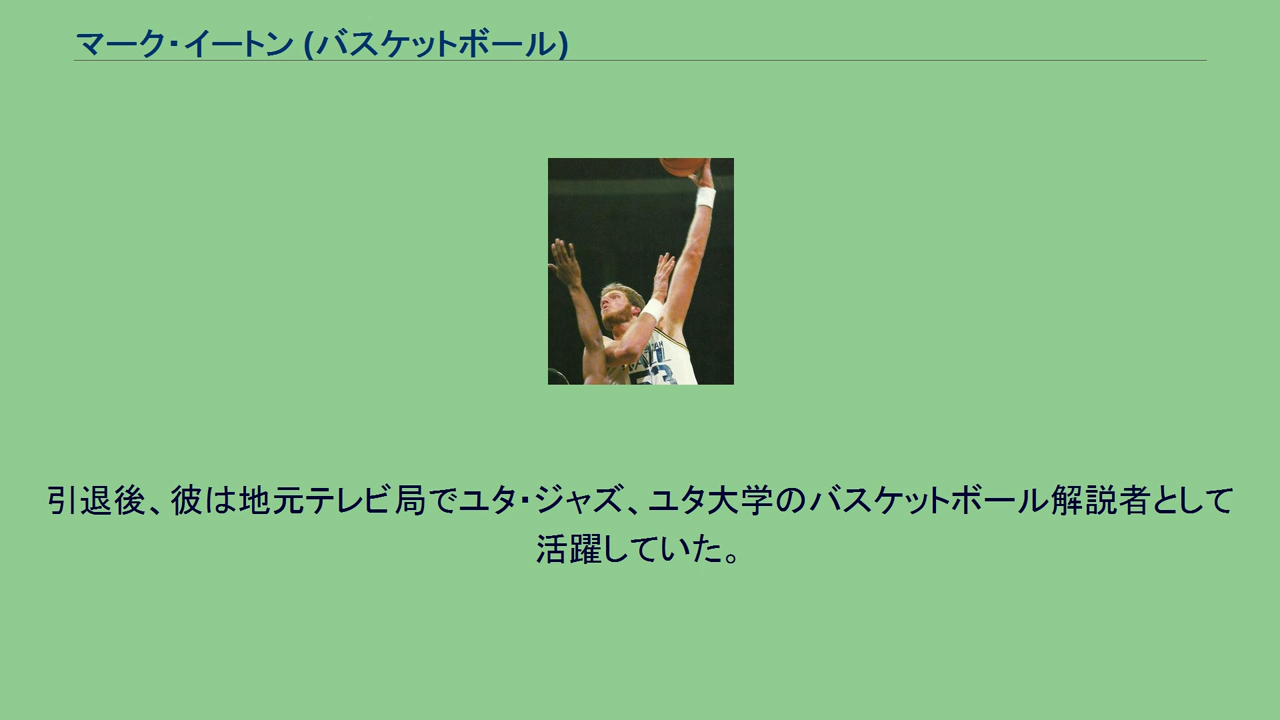 マーク・イートン (バスケットボール)
53
引退後、彼は地元テレビ局でユタ・ジャズ、ユタ大学のバスケットボール解説者として
活躍していた。